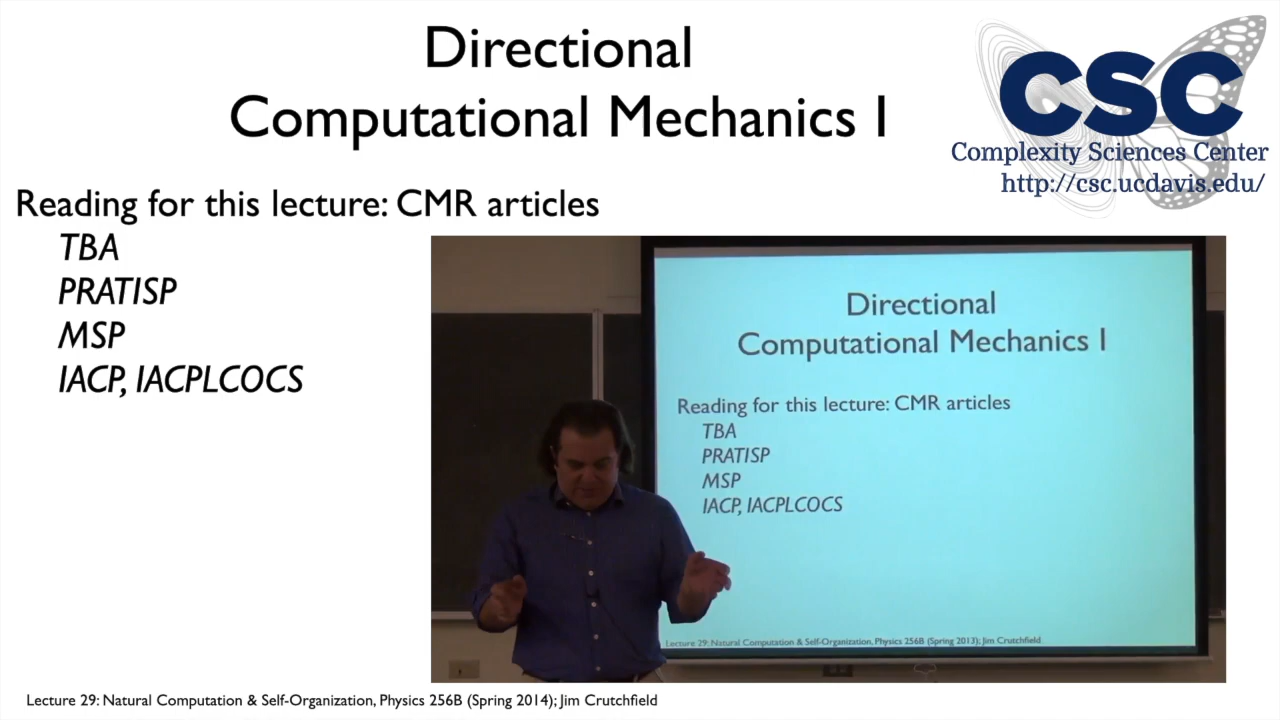 Directional
Computational Mechanics I
CSC
Complexity Sciences Center
http://csc.ucdavis.edu/
Reading for this lecture: CMR articles
TBA
PRATISP
MSP
IACP, IACPLCOCS
Directional
Computational Mechanics I
Reading for this lecture: CMR articles
TBA
PRATISP
MSP
IACP, IACPLCOCS
Lecture 29: Natural Computation & Self-Organization, Physics 256B (Spring 2013); Jim Crutchfield
Lecture 29: Natural Computation & Self-Organization, Physics 256B (Spring 2014); Jim Crutchfield